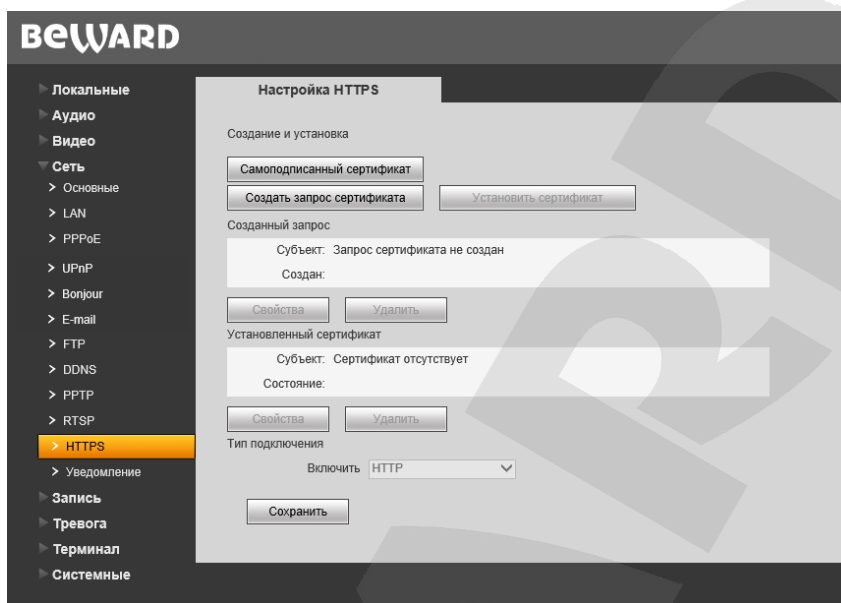 BEWARD
Локальные
Аудио
Видео
Сеть
Основные
LAN
PPPoE
UPnP
Bonjour
E-mail
FTP
DDNS
PPTP
RTSP
HTTPS
Уведомление
Запись
Тревога
Терминал
Системные
Настройка HTTPS
Создание и установка
Самоподписанный сертификат
Создать запрос сертификата Установить сертификат
Созданный запрос
Субъект: Запрос сертификата не создан
Создан:
Свойства Удалить
Установленный сертификат
Субъект: Сертификат отсутствует
Состояние:
Свойства Удалить
Тип подключения
Включить HTTP
Сохранить